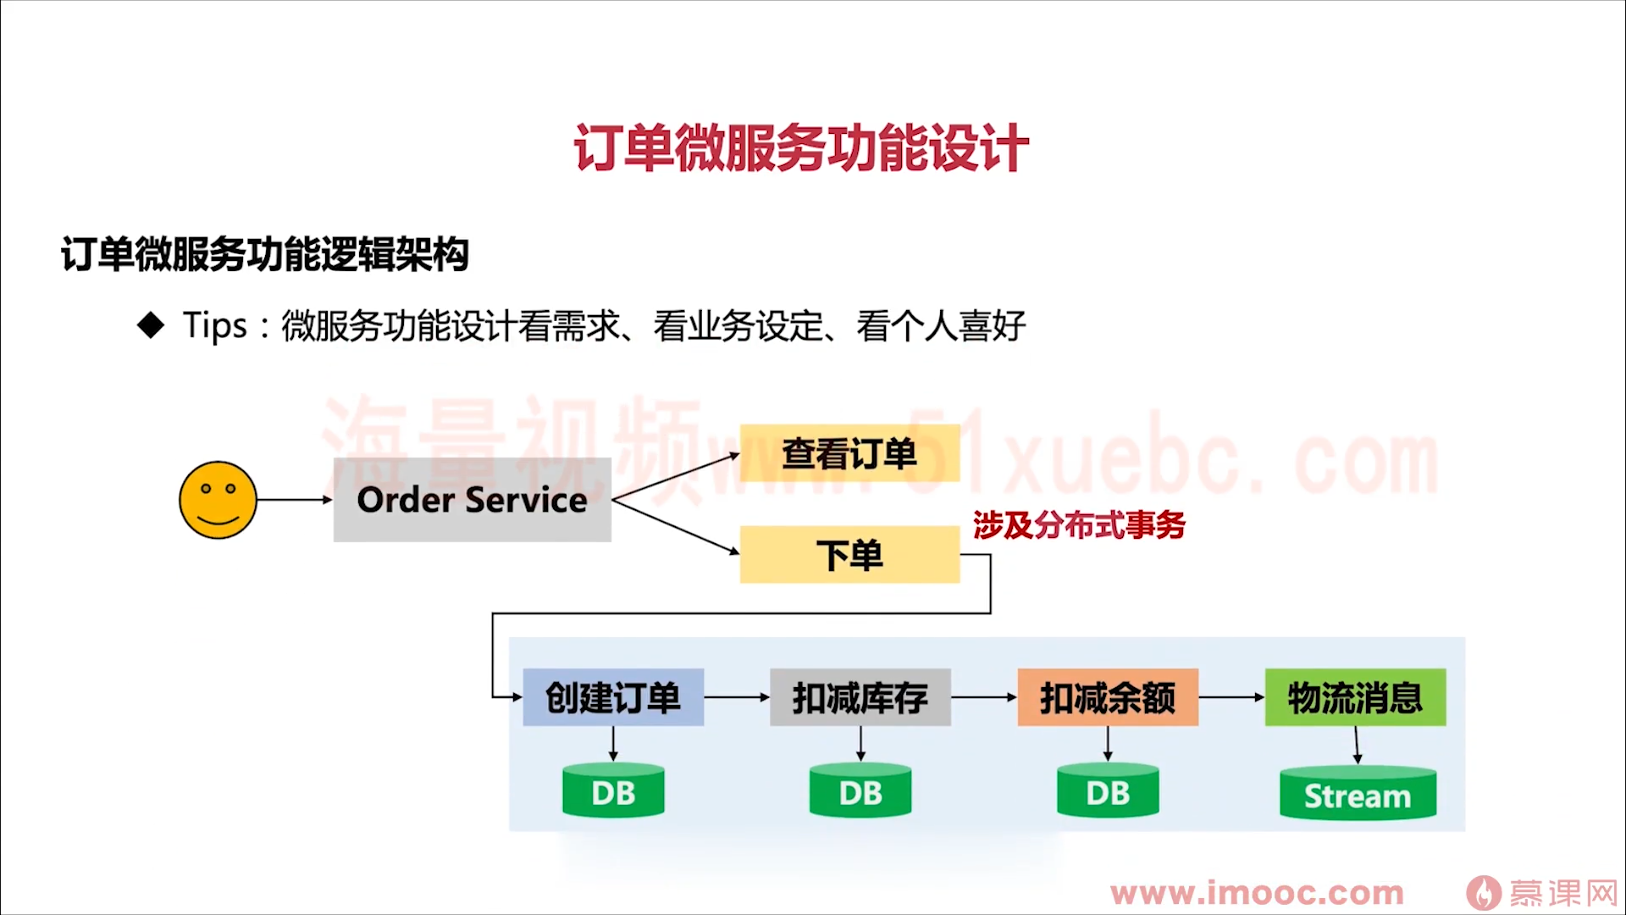 订单微服务功能设计
订单微服务功能逻辑架构
◆ Tips：微服务功能设计看需求、看业务设定、看个人喜好
海量视频www.51xuebc.com
查看订单
Order Service
涉及分布式事务
下单
创建订单
扣减库存
扣减余额
物流消息
DB
DB
DB
Stream
www.imooc.com
慕课网